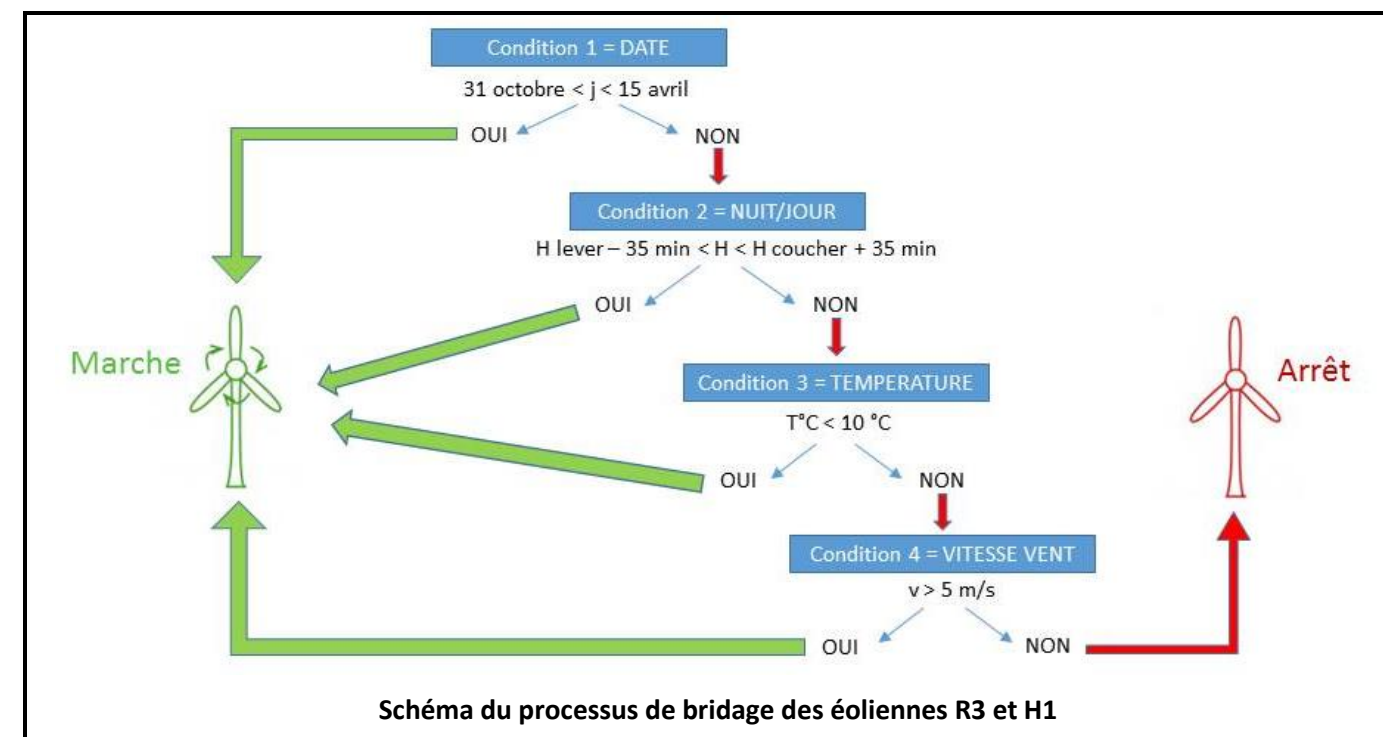 Condition 1 = DATE
31 octobre < j < 15 avril
OUI
NON
Condition 2 = NUIT/JOUR
H lever – 35 min < H < H coucher + 35 min
OUI
NON
Marche
Arrêt
Condition 3 = TEMPERATURE
T°C < 10 °C
OUI
NON
Condition 4 = VITESSE VENT
v > 5 m/s
OUI
NON
Schéma du processus de bridage des éoliennes R3 et H1